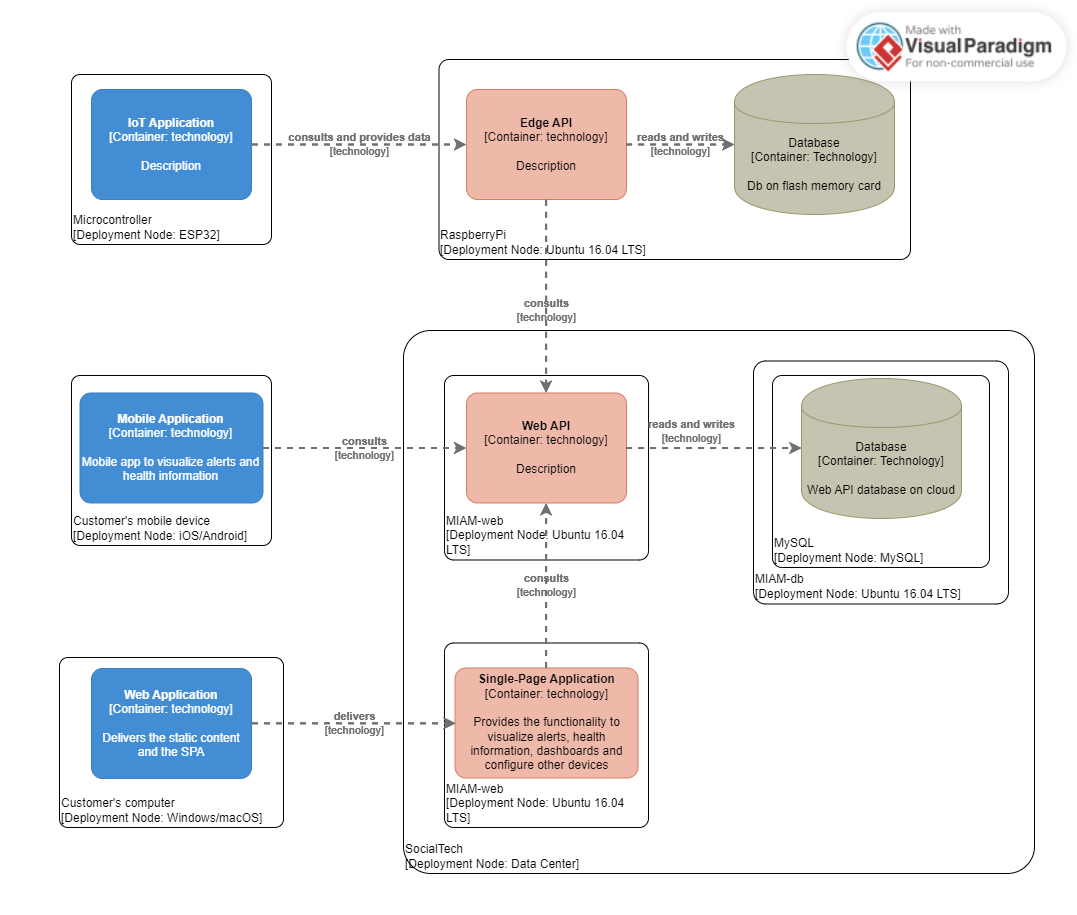 Made with
Visual Paradigm
For non-commercial use
IoT Application
[Container: technology]
Description
Microcontroller
[Deployment Node: ESP32]
consults and provides data
[technology]
Edge API
[Container: technology]
Description
reads and writes
[technology]
Database
[Container: Technology]
Db on flash memory card
RaspberryPi
[Deployment Node: Ubuntu 16.04 LTS]
consults
[technology]
Mobile Application
[Container: technology]
Mobile app to visualize alerts and
health information
Customer's mobile device
[Deployment Node: iOS/Android]
consults
[technology]
Web API
[Container: technology]
Description
MIAM-web
[Deployment Node: Ubuntu 16.04
LTS]
reads and writes
[technology]
Database
[Container: Technology]
Web API database on cloud
MySQL
[Deployment Node: MySQL]
MIAM-db
[Deployment Node: Ubuntu 16.04 LTS]
consults
[technology]
Web Application
[Container: technology]
Delivers the static content
and the SPA
Customer's computer
[Deployment Node: Windows/macOS]
delivers
[technology]
Single-Page Application
[Container: technology]
Provides the functionality to
visualize alerts, health
information, dashboards and
configure other devices
MIAM-web
[Deployment Node: Ubuntu 16.04
LTS]
SocialTech
[Deployment Node: Data Center]